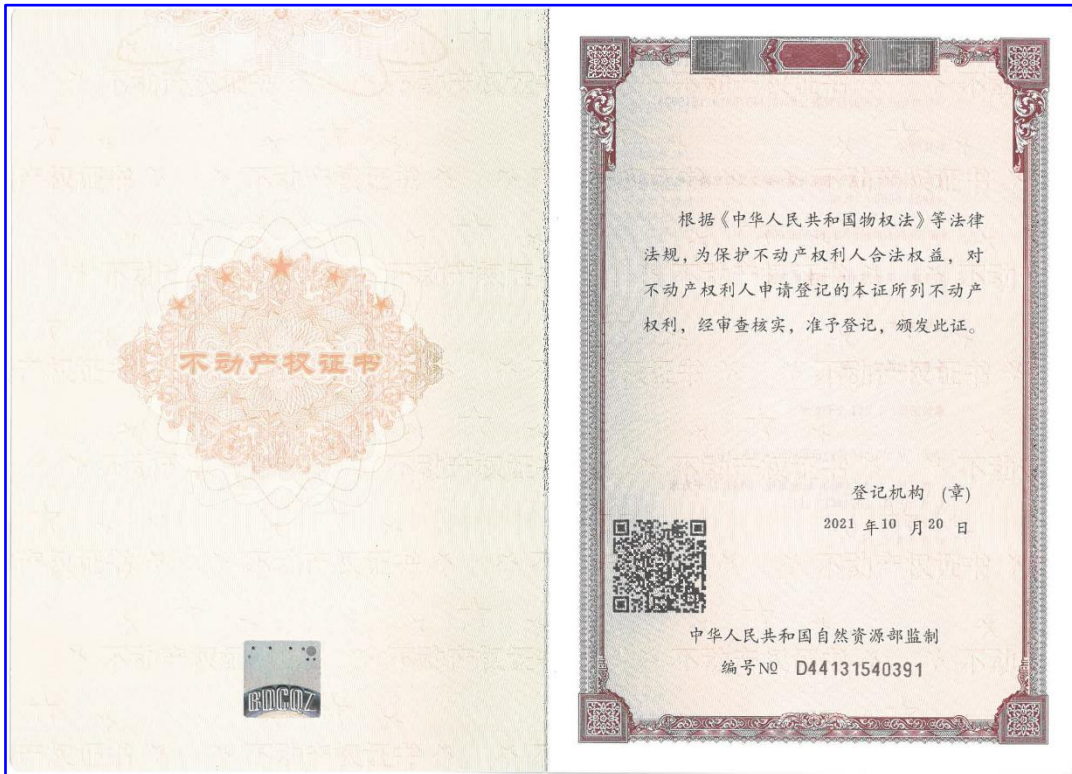 不动产权证书
BDCQZ
根据《中华人民共和国物权法》等法律
法规，为保护不动产权利人合法权益，对
不动产权利人申请登记的本证所列不动产
权利，经审查核实，准予登记，颁发此证。
登记机构 (章)
2021 年 10 月 20 日
中华人民共和国自然资源部监制
编号№ D44131540391